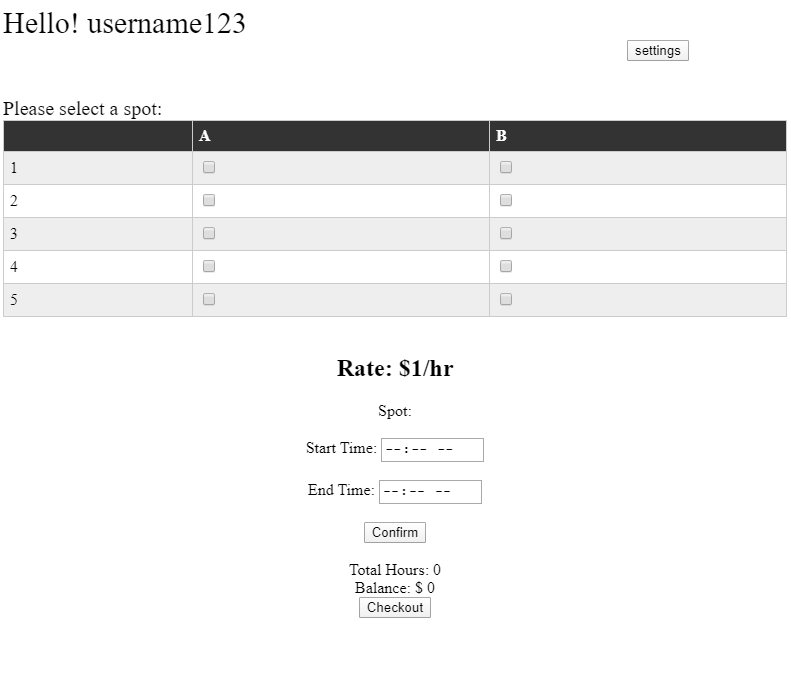 Hello! username123
settings
Please select a spot:
A B
1
2
3
4
5
Rate: $1/hr
Spot:
Start Time: --:-- --
End Time: --:-- --
Confirm
Total Hours: 0
Balance: $ 0
Checkout